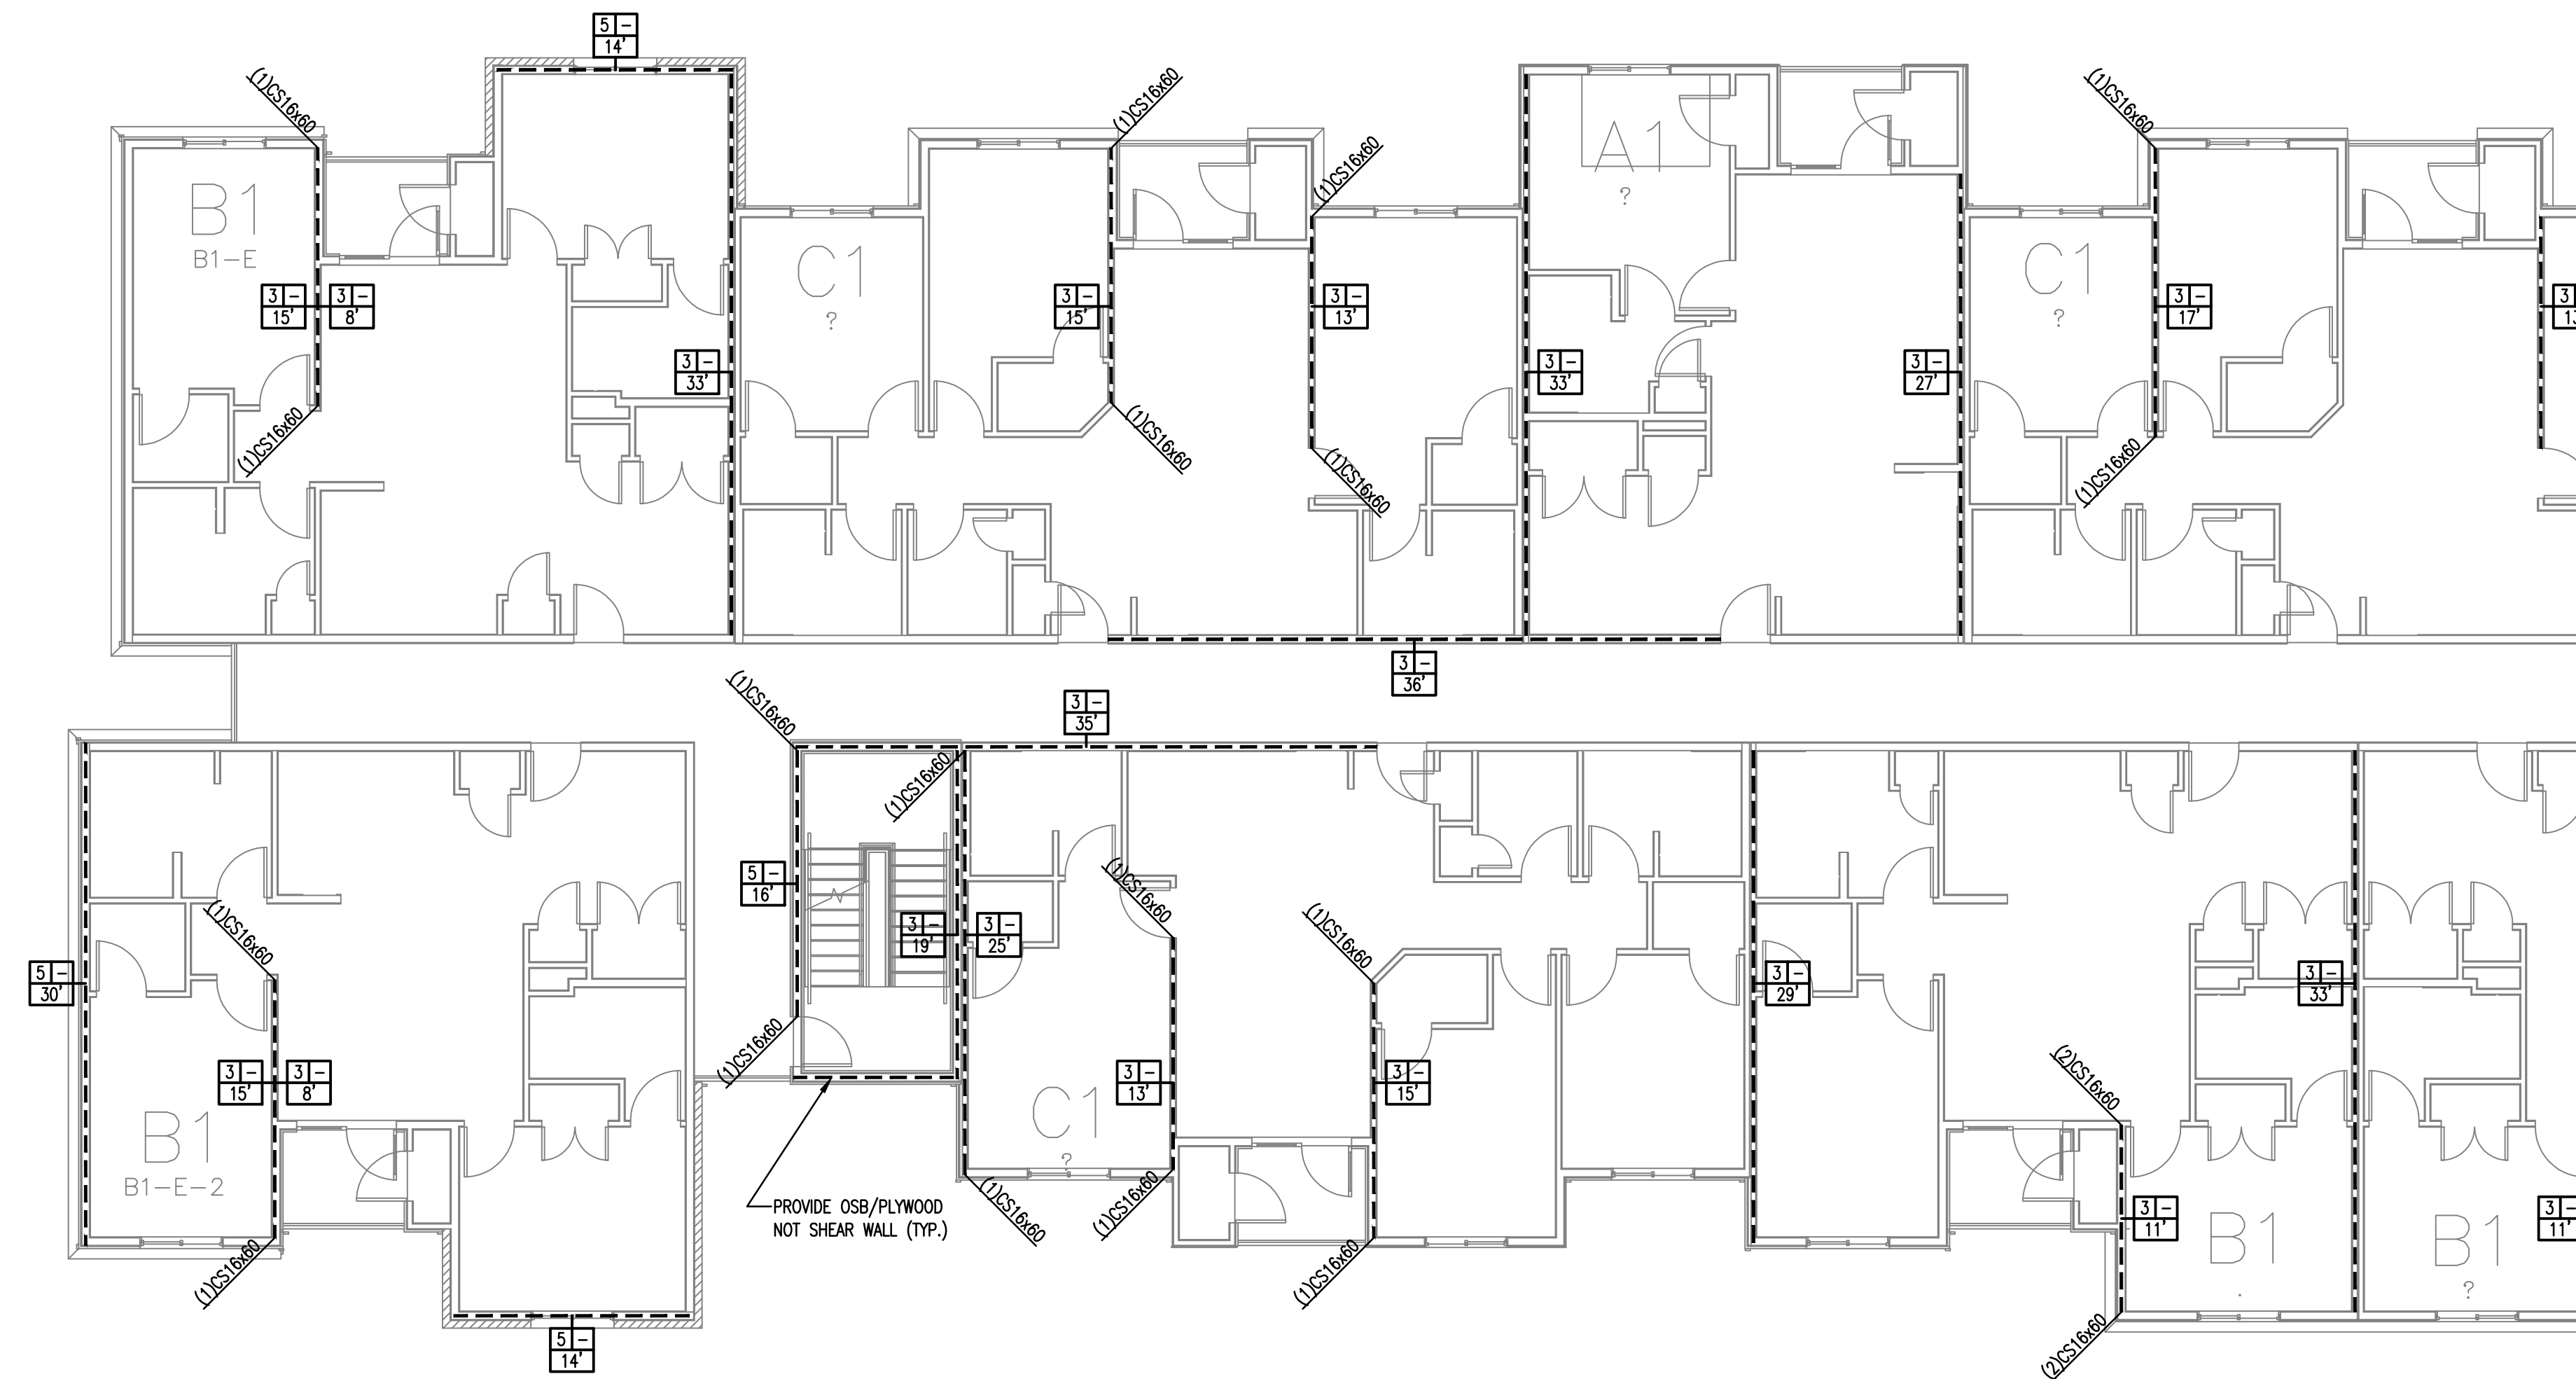 5 –
14'
(1)CS16x60
(1)CS16x60
(1)CS16x60
(1)CS16x60
B1
B1-E
A1
?
C1
?
C1
?
3 –
15'
3 –
8'
3 –
15'
3 –
13'
3 –
17'
3 –
33'
3 –
33'
3 –
27'
(1)CS16x60
(1)CS16x60
(1)CS16x60
(1)CS16x60
3 –
36'
(1)CS16x60
3 –
35'
(1)CS16x60
5 –
16'
(1)CS16x60
(1)CS16x60
(1)CS16x60
3 –
19'
3 –
25'
5 –
30'
3 –
29'
3 –
33'
(1)CS16x60
(2)CS16x60
3 –
15'
3 –
8'
3 –
13'
3 –
15'
B1
B1-E-2
C1
?
PROVIDE OSB/PLYWOOD
NOT SHEAR WALL (TYP.)
(1)CS16x60
(1)CS16x60
(1)CS16x60
(1)CS16x60
3 –
11'
B1
.
B1
?
3 –
11'
5 –
14'
(2)CS16x60